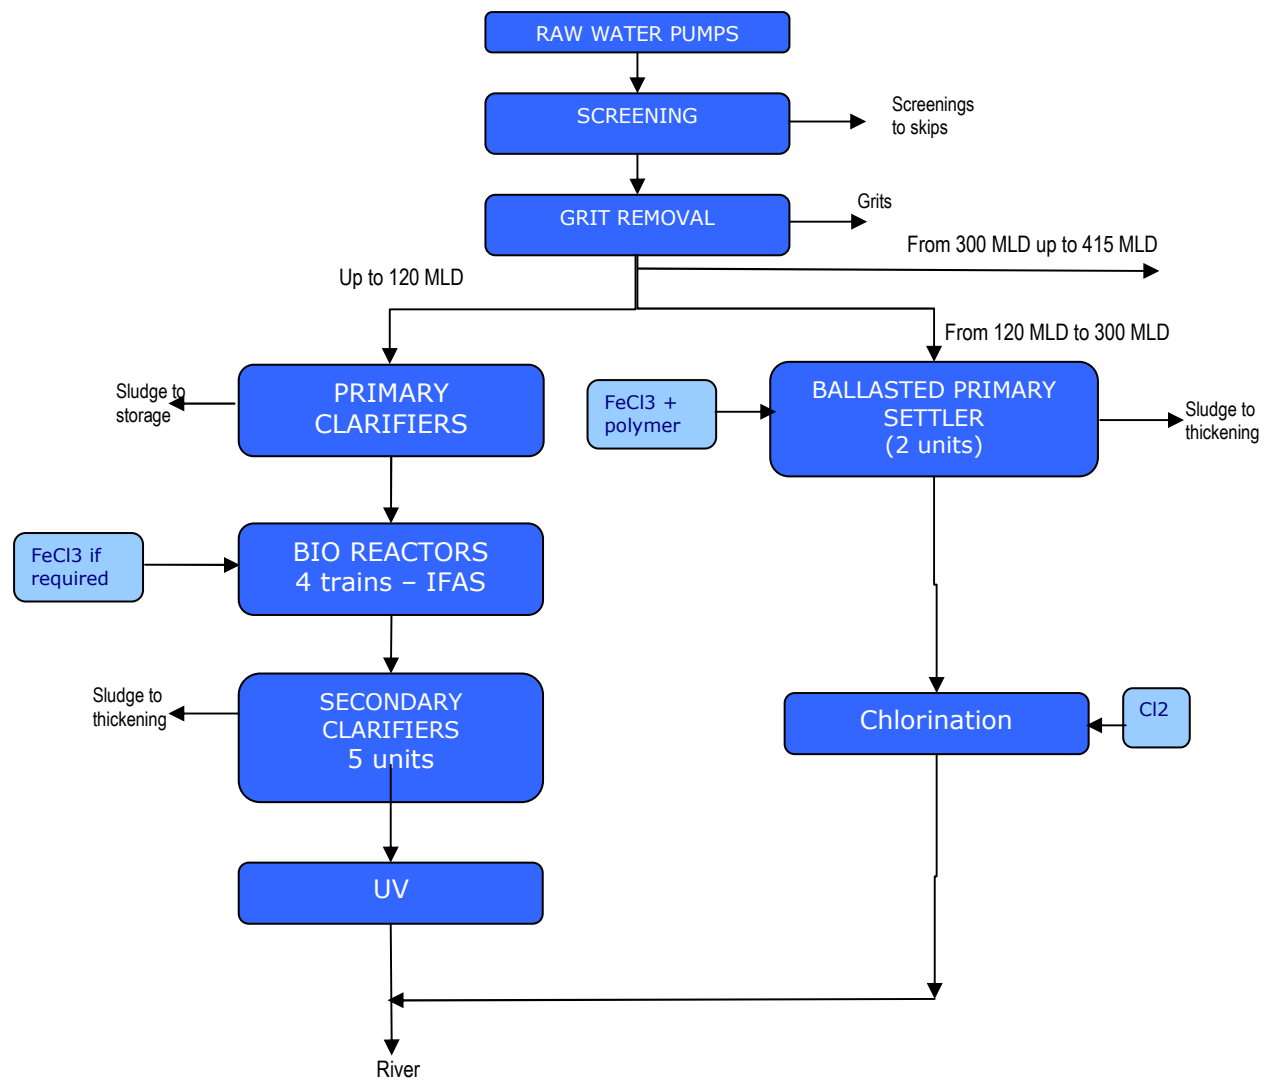 RAW WATER PUMPS
SCREENING
Screenings
to skips
GRIT REMOVAL
Grits
From 300 MLD up to 415 MLD
Up to 120 MLD
From 120 MLD to 300 MLD
Sludge to
storage
PRIMARY
CLARIFIERS
FeCl3 +
polymer
BALLASTED PRIMARY
SETTLER
(2 units)
Sludge to
thickening
FeCl3 if
required
BIO REACTORS
4 trains – IFAS
Sludge to
thickening
SECONDARY
CLARIFIERS
5 units
Chlorination
Cl2
UV
River